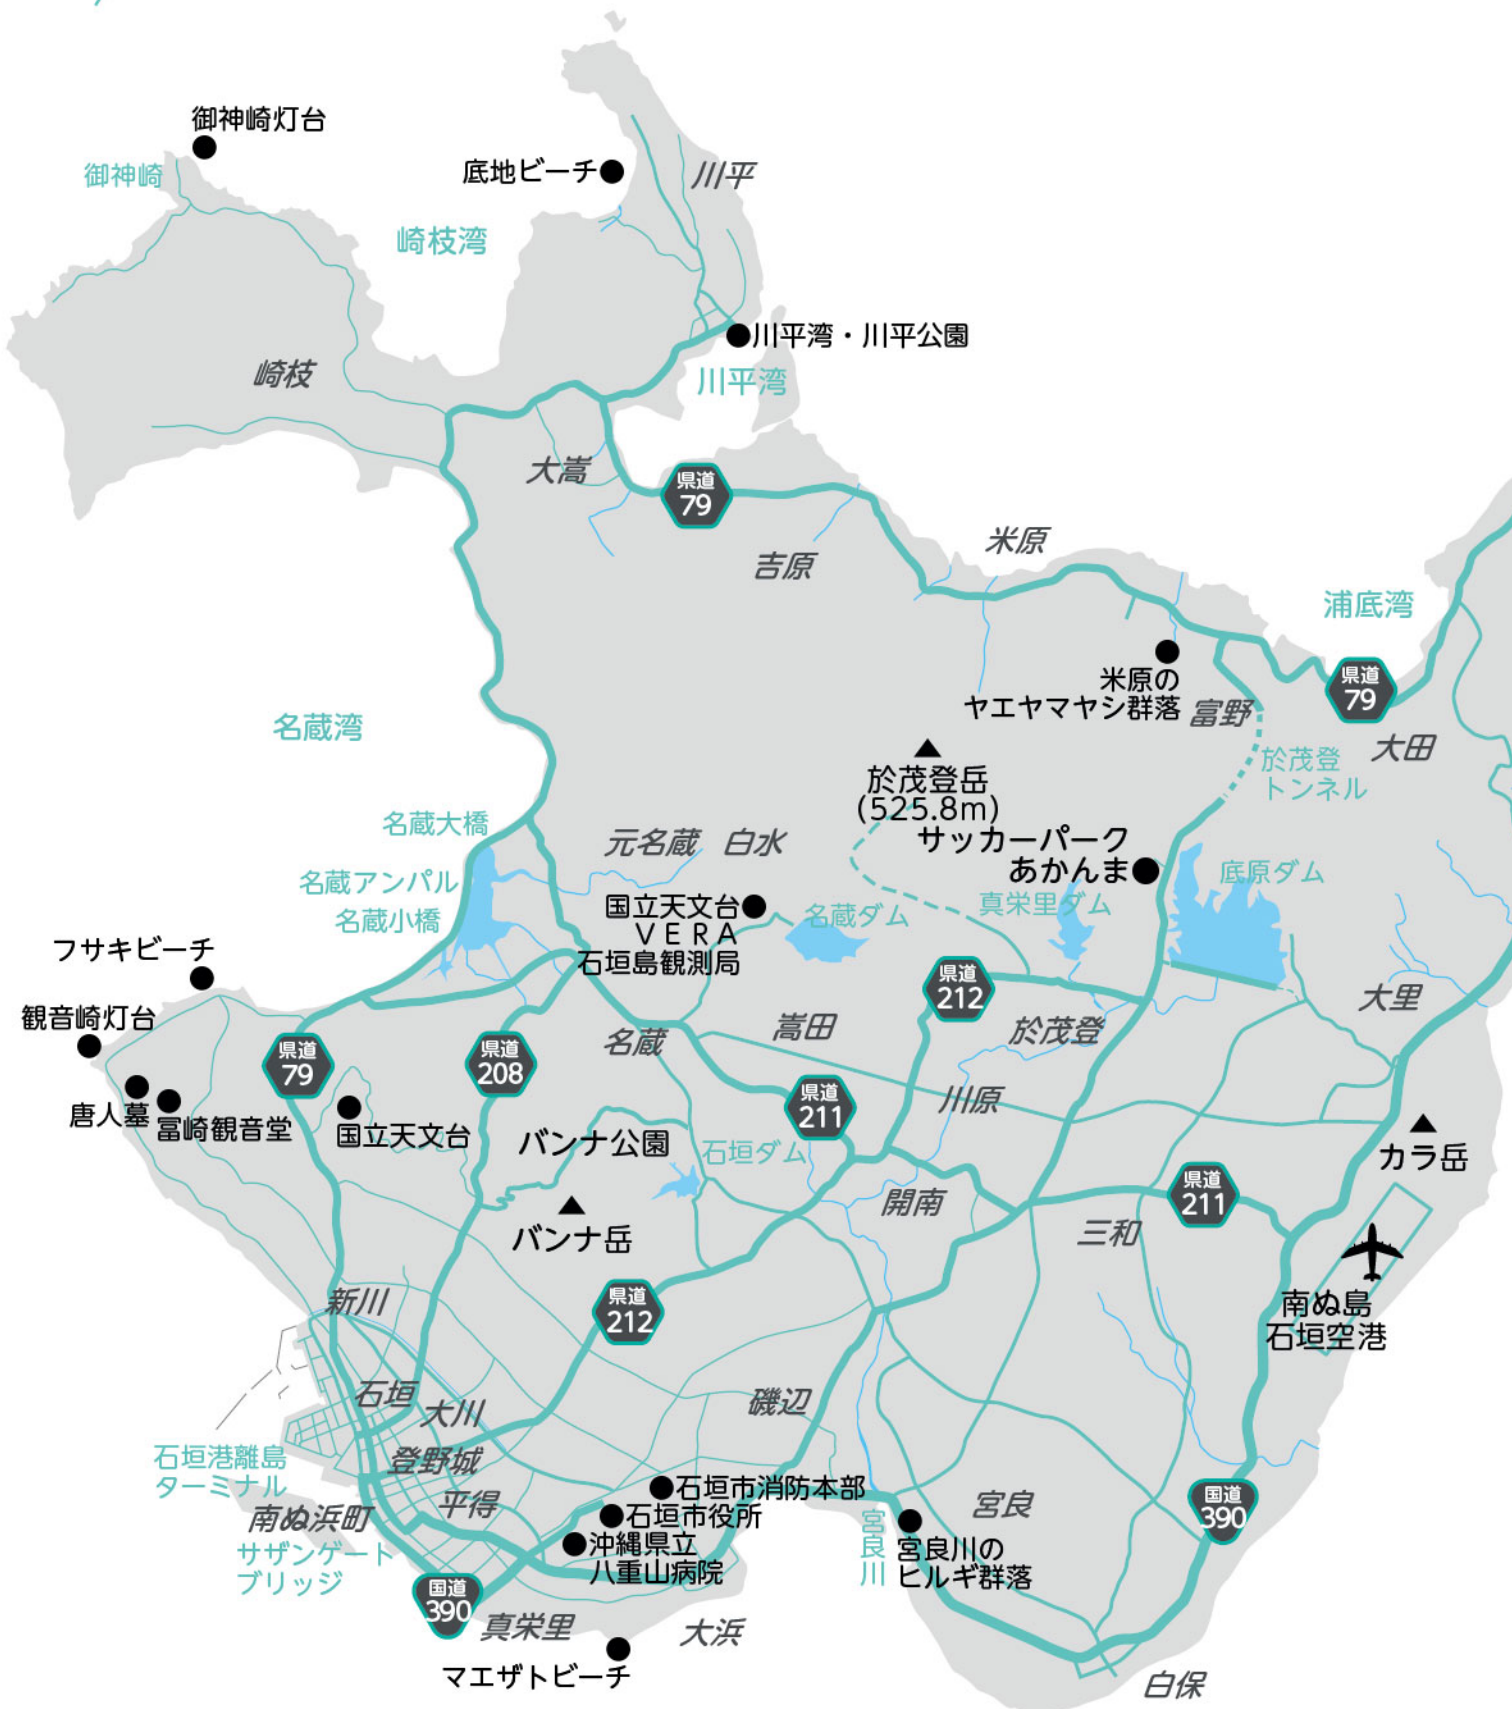 御神崎灯台
御神崎
底地ビーチ
川平
崎枝湾
川平湾・川平公園
川平湾
崎枝
大嵩
県道
79
吉原
米原
浦底湾
米原の
ヤエヤマヤシ群落
富野
県道
79
大田
名蔵湾
於茂登岳
(525.8m)
於茂登
トンネル
サッカーパーク
あかんま
名蔵大橋
元名蔵
白水
名蔵アンパル
名蔵小橋
国立天文台
VERA
石垣島観測局
名蔵ダム
真栄里ダム
底原ダム
フサキビーチ
観音崎灯台
県道
212
大里
嵩田
於茂登
名蔵
県道
79
県道
208
唐人墓
冨崎観音堂
国立天文台
バンナ公園
県道
211
川原
石垣ダム
カラ岳
バンナ岳
開南
県道
211
三和
新川
県道
212
南ぬ島
石垣空港
石垣
大川
磯辺
登野城
石垣港離島
ターミナル
平得
石垣市消防本部
石垣市役所
南ぬ浜町
沖縄県立
八重山病院
サザンゲート
ブリッジ
宮良川
宮良川の
ヒルギ群落
宮良
国道
390
国道
390
真栄里
大浜
マエザトビーチ
白保